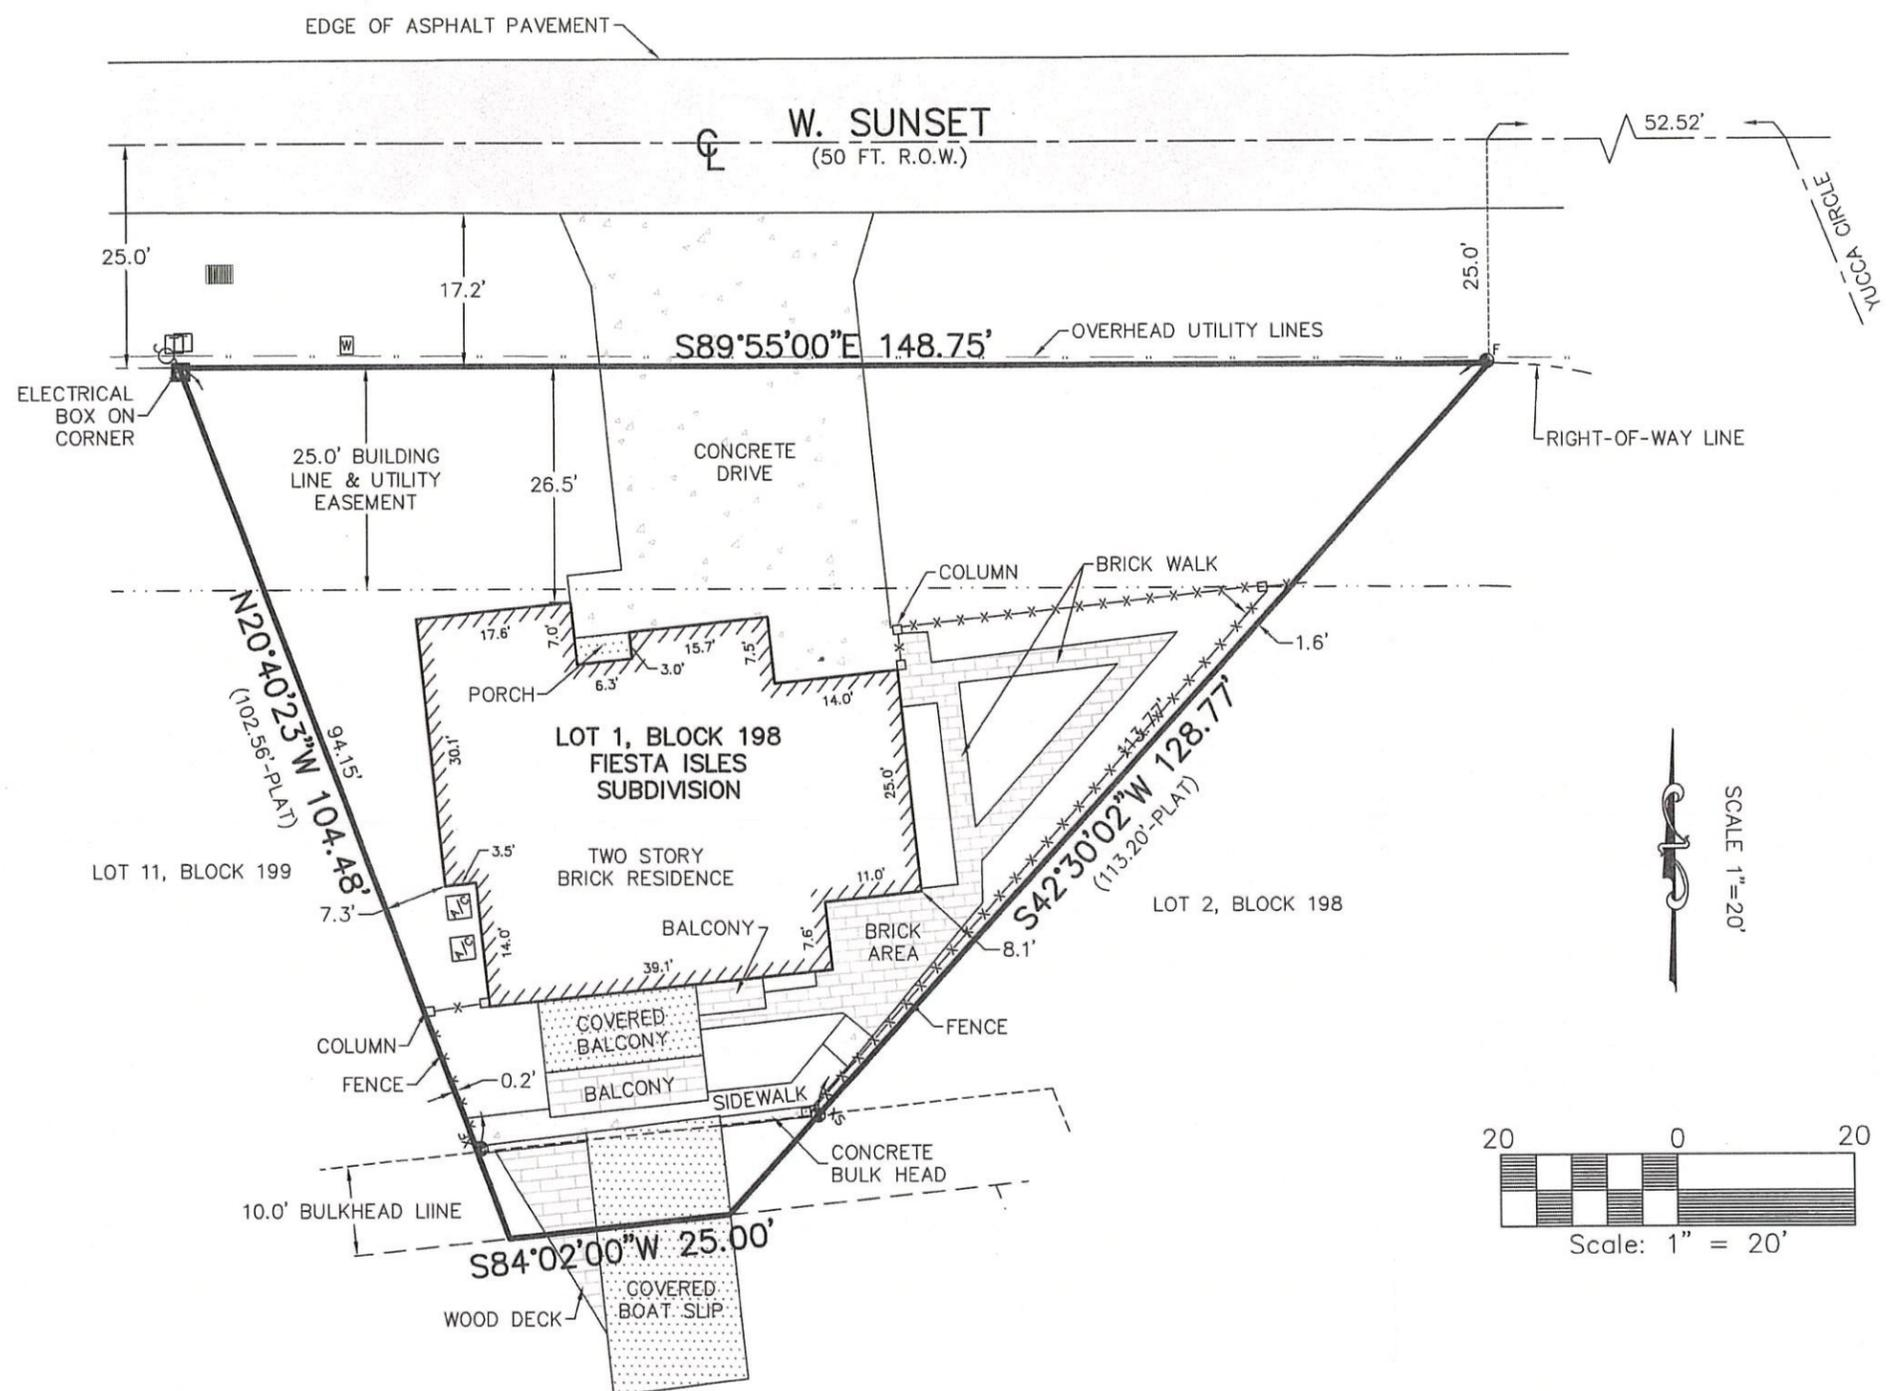 EDGE OF ASPHALT PAVEMENT
W. SUNSET
(50 FT. R.O.W.)
CL
52.52'
YUCCA CIRCLE
25.0'
17.2'
25.0'
W
S89°55'00"E 148.75'
OVERHEAD UTILITY LINES
F
ELECTRICAL
BOX ON
CORNER
RIGHT-OF-WAY LINE
25.0' BUILDING
LINE & UTILITY
EASEMENT
26.5'
CONCRETE
DRIVE
COLUMN
BRICK WALK
1.6'
17.6'
7.0'
15.7'
7.5'
3.0'
6.3'
14.0'
PORCH
N20°40'23"W 104.48'
(102.56'-PLAT)
94.15'
30.1'
LOT 1, BLOCK 198
FIESTA ISLES
SUBDIVISION
25.0'
113.77'
S42°30'02"W 128.77'
(113.20'-PLAT)
SCALE 1"=20'
LOT 11, BLOCK 199
3.5'
TWO STORY
BRICK RESIDENCE
11.0'
LOT 2, BLOCK 198
7.3'
A/C
A/C
14.0'
BALCONY
7.6'
BRICK
AREA
8.1'
39.1'
COVERED
BALCONY
FENCE
COLUMN
FENCE
0.2'
BALCONY
SIDEWALK
XF
XS
CONCRETE
BULK HEAD
10.0' BULKHEAD LIINE
S84°02'00"W 25.00'
COVERED
BOAT SLIP
WOOD DECK
20 0 20
Scale: 1" = 20'